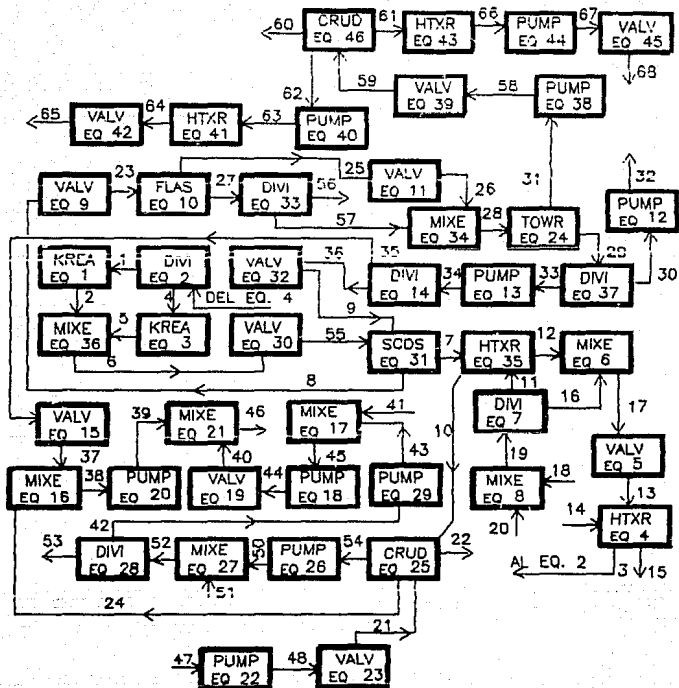 60 CRUD EQ 46 61 HTXR EQ 43 66 PUMP EQ 44 67 VALV EQ 45
68
62 59 VALV EQ 39 58 PUMP EQ 38
65 VALV EQ 42 64 HTXR EQ 41 63 PUMP EQ 40
VALV EQ 9 23 FLAS EQ 10 27 DIVI EQ 33 56 25 VALV EQ 11 26 31 32
57 MIXE EQ 34 28 TOWR EQ 24 PUMP EQ 12
29 30
KREA EQ 1 1 DIVI EQ 2 VALV EQ 32 36 35 DIVI EQ 14 34 PUMP EQ 13 33 DIVI EQ 37
2 4 DEL EQ. 4 9
MIXE EQ 36 5 KREA EQ 3 VALV EQ 30 55 SCDS EQ 31 7 HTXR EQ 35 12 MIXE EQ 6
6 8 11 16 17
VALV EQ 15 39 MIXE EQ 21 46 MIXE EQ 17 41 10 DIVI EQ 7
37 40 45 43 19 VALV EQ 5
MIXE EQ 16 38 PUMP EQ 20 VALV EQ 19 44 PUMP EQ 18 PUMP EQ 29 MIXE EQ 8 18 13
42 20 14 HTXR EQ 4
53 DIVI EQ 28 52 MIXE EQ 27 50 PUMP EQ 26 54 CRUD EQ 25 22
AL EQ. 2 3 15
51
24
21
47 PUMP EQ 22 48 VALV EQ 23